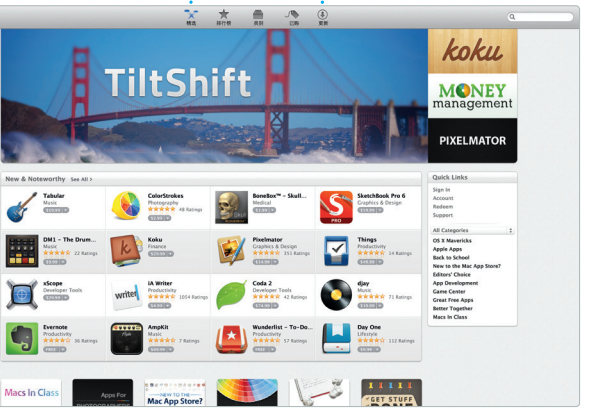 精选 排行榜 类别 已购 更新
TiltShift
koku
MONEY
management
PIXELMATOR
New & Noteworthy See All >
Tabular
Music
ColorStrokes
Photography
48 Ratings
$2.99
BoneBox™ – Skull...
Medical
SketchBook Pro 6
Graphics & Design
PRO
DM1 – The Drum...
Music
22 Ratings
Koku
Finance
Pixelmator
Graphics & Design
351 Ratings
Things
Productivity
14 Ratings
xScope
Developer Tools
iA Writer
Productivity
1054 Ratings
writer
Coda 2
Developer Tools
42 Ratings
djay
Music
71 Ratings
Evernote
Productivity
36 Ratings
AmpKit
Music
7 Ratings
Wunderlist – To-Do...
Productivity
57 Ratings
Day One
Lifestyle
112 Ratings
Quick Links
Sign In
Account
Redeem
Support
All Categories
OS X Mavericks
Apple Apps
Back to School
New to the Mac App Store?
Editors' Choice
App Development
Game Center
Great Free Apps
Better Together
Macs In Class
Macs In Class
Apps For
PHOTOGRAPHERS
NEW TO THE
Mac App Store?
GET STUFF
DONE